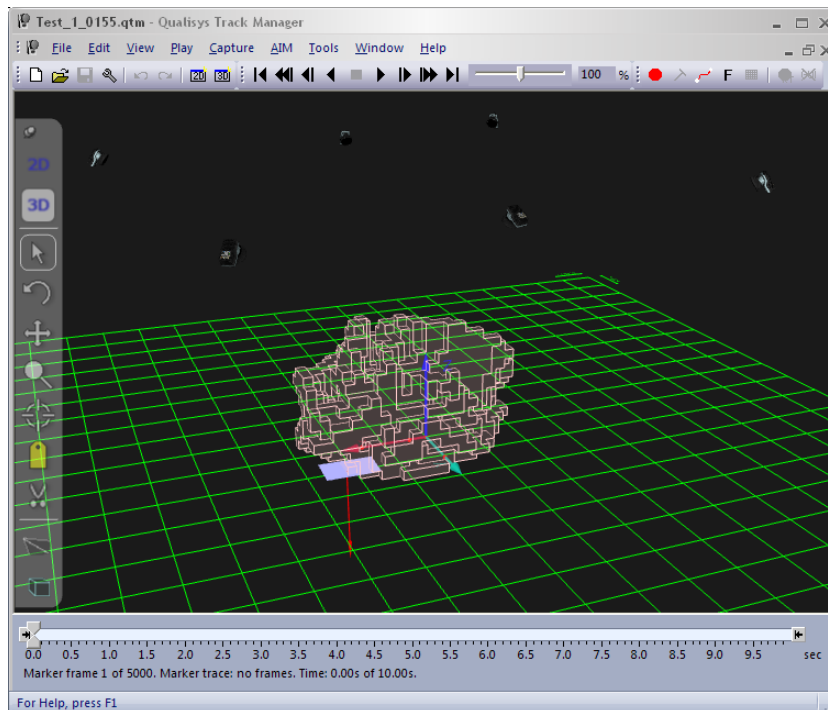 Test_1_0155.qtm - Qualisys Track Manager
File Edit View Play Capture AIM Tools Window Help
2D 3D 100 % F
2D
3D
0.0 0.5 1.0 1.5 2.0 2.5 3.0 3.5 4.0 4.5 5.0 5.5 6.0 6.5 7.0 7.5 8.0 8.5 9.0 9.5 sec
Marker frame 1 of 5000. Marker trace: no frames. Time: 0.00s of 10.00s.
For Help, press F1